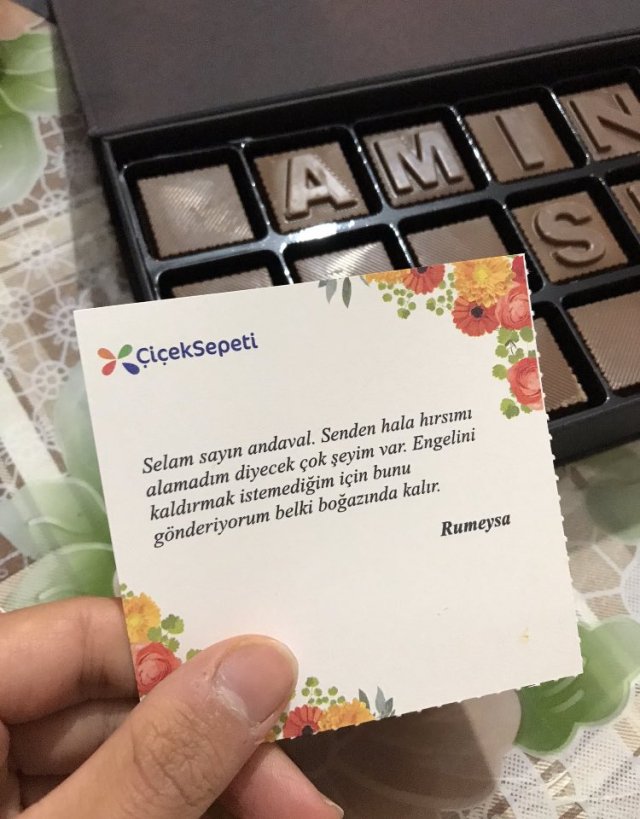 AMIN
S
ÇiçekSepeti
Selam sayın andaval. Senden hala hırsımı
alamadım diyecek çok şeyim var. Engelini
kaldırmak istemediğim için bunu
gönderiyorum belki boğazında kalır.
Rumeysa